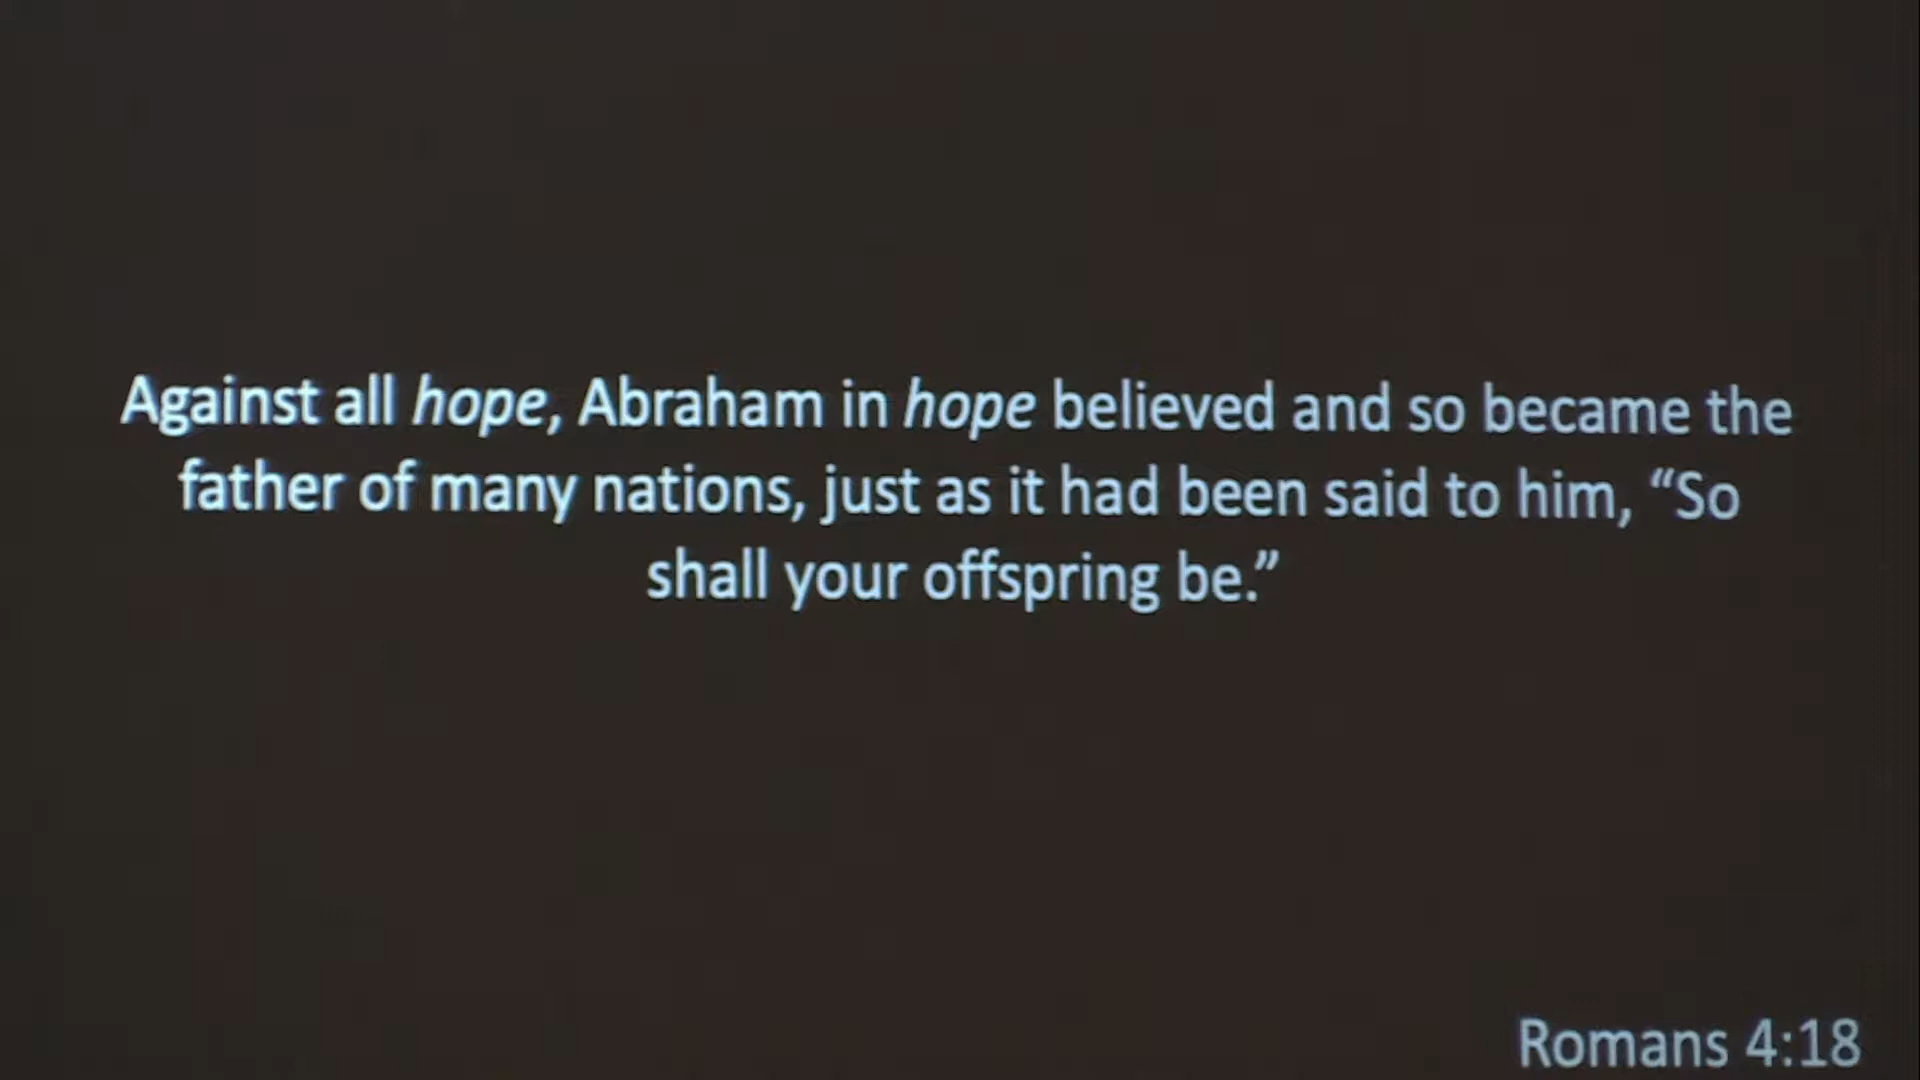 Against all hope, Abraham in hope believed and so became the
father of many nations, just as it had been said to him, “So
shall your offspring be.”
Romans 4:18